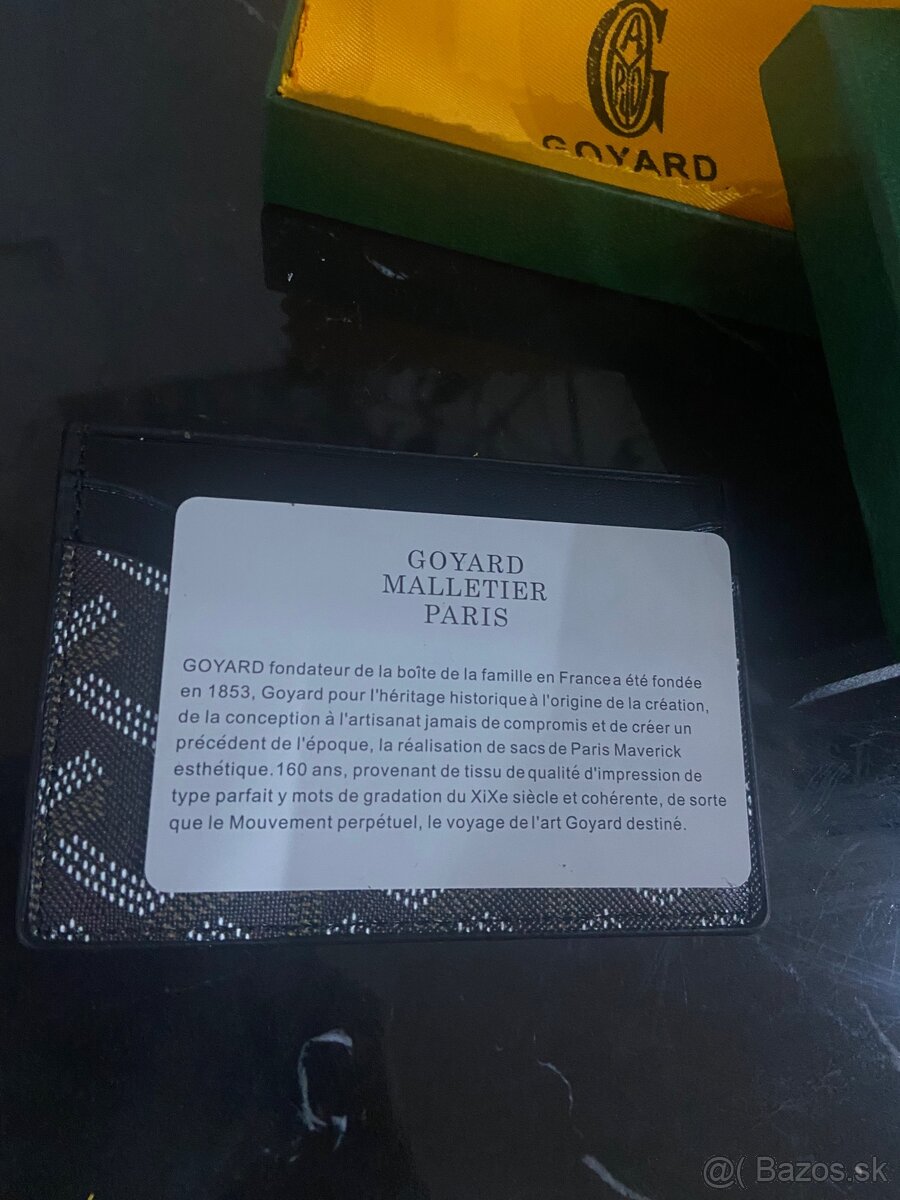 GOYARD
GOYARD
MALLETIER
PARIS
GOYARD fondateur de la boîte de la famille en Francea été fondée
en 1853, Goyard pour l'héritage historique à l'origine de la création,
de la conception à l'artisanat jamais de compromis et de créer un
précédent de l'époque, la réalisation de sacs de Paris Maverick
esthétique.160 ans, provenant de tissu de qualité d'impression de
type parfait y mots de gradation du XiXe siècle et cohérente, de sorte
que le Mouvement perpétuel, le voyage de l'art Goyard destiné.
@( Bazos.sk